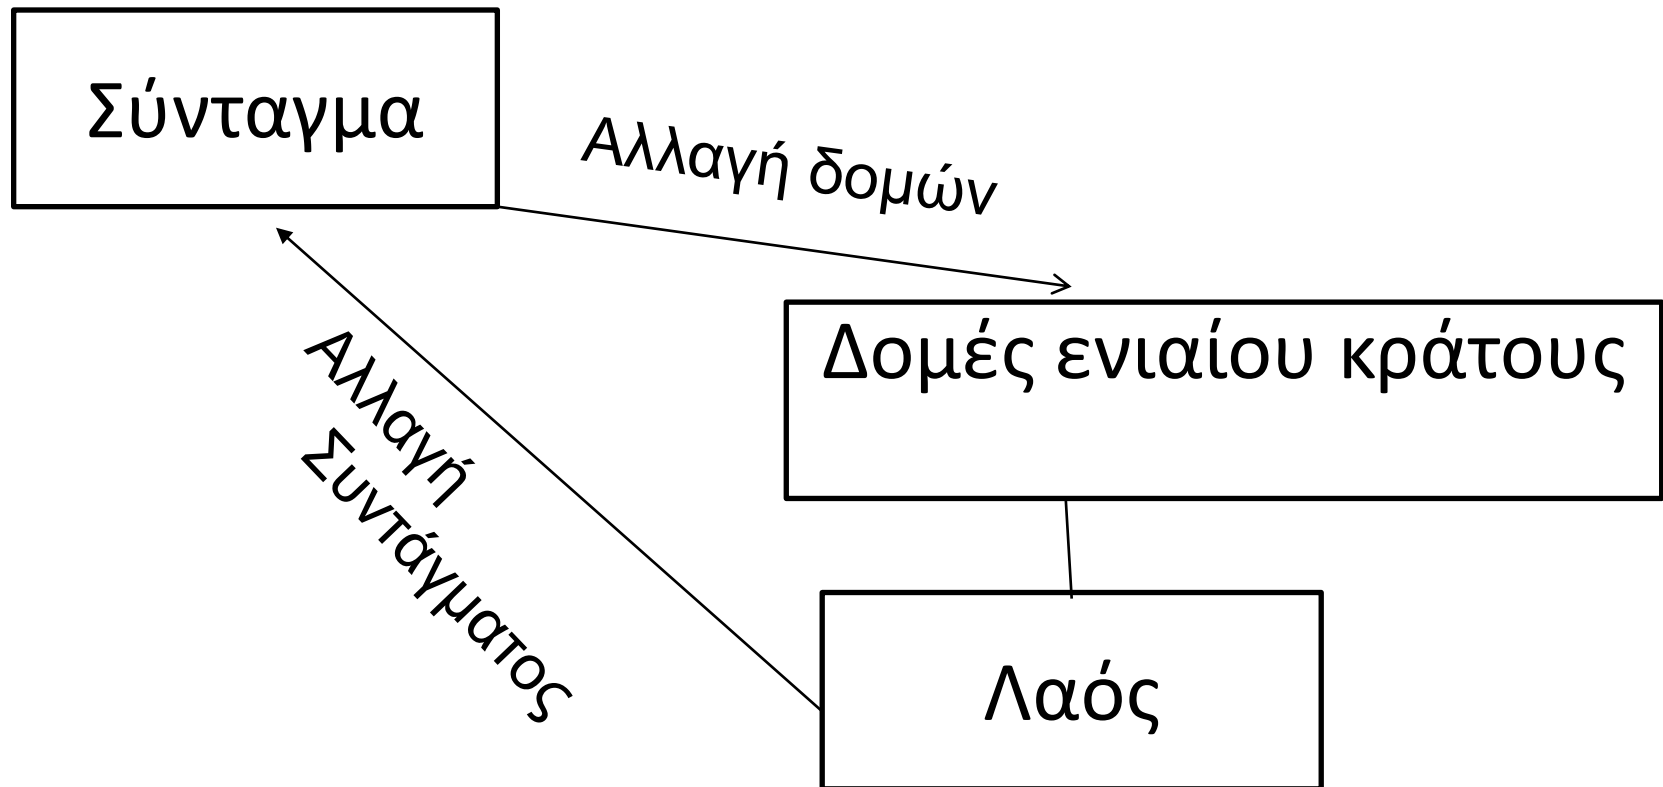 Σύνταγμα
Αλλαγή δομών
Δομές ενιαίου κράτους
Αλλαγή
Συντάγματος
Λαός